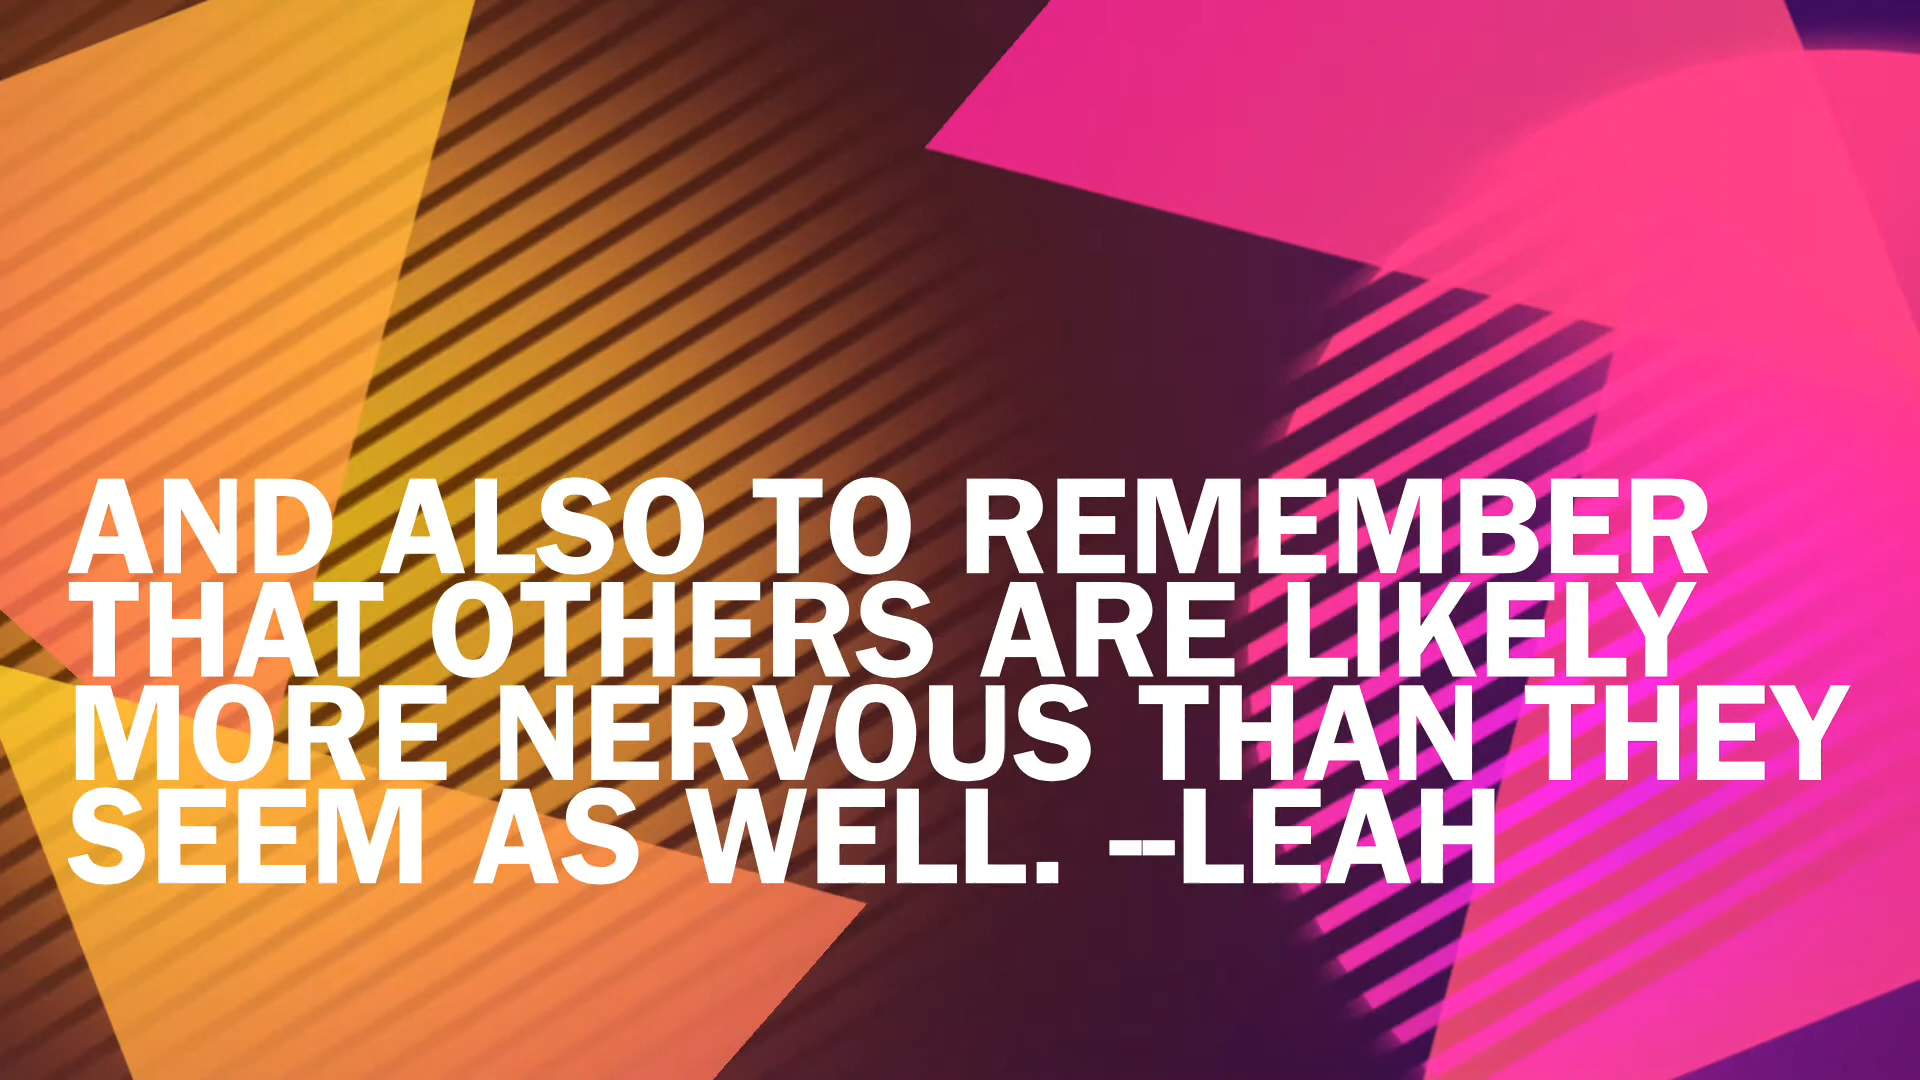 AND ALSO TO REMEMBER
THAT OTHERS ARE LIKELY
MORE NERVOUS THAN THEY
SEEM AS WELL. --LEAH